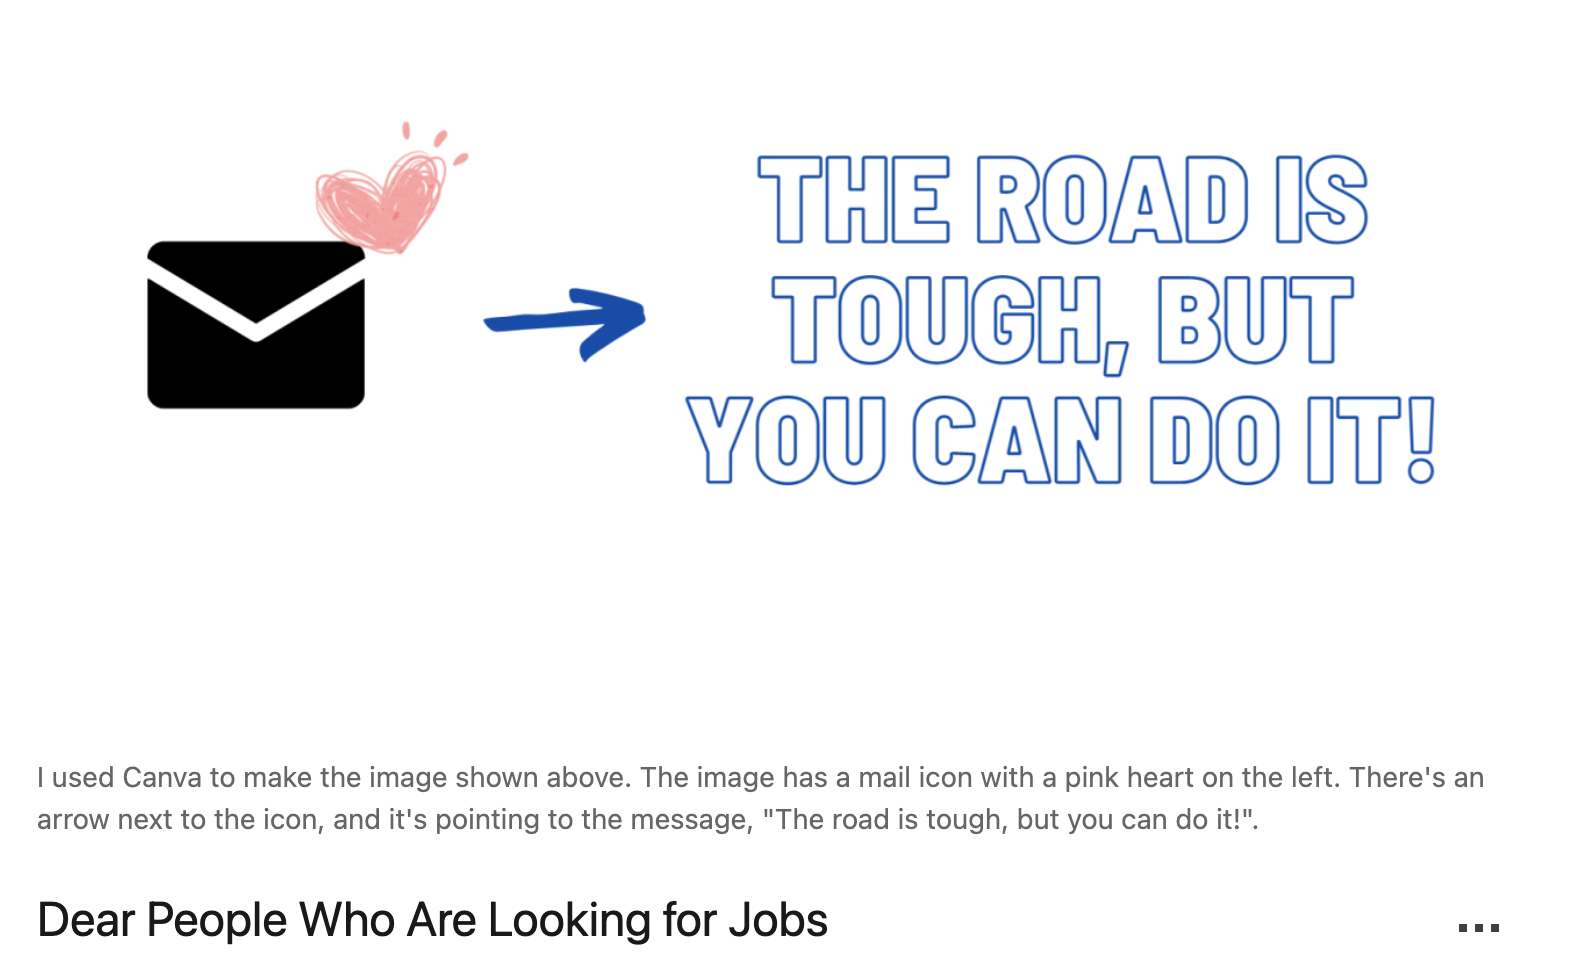 THE ROAD IS
TOUGH, BUT
YOU CAN DO IT!
I used Canva to make the image shown above. The image has a mail icon with a pink heart on the left. There's an
arrow next to the icon, and it's pointing to the message, "The road is tough, but you can do it!".
Dear People Who Are Looking for Jobs